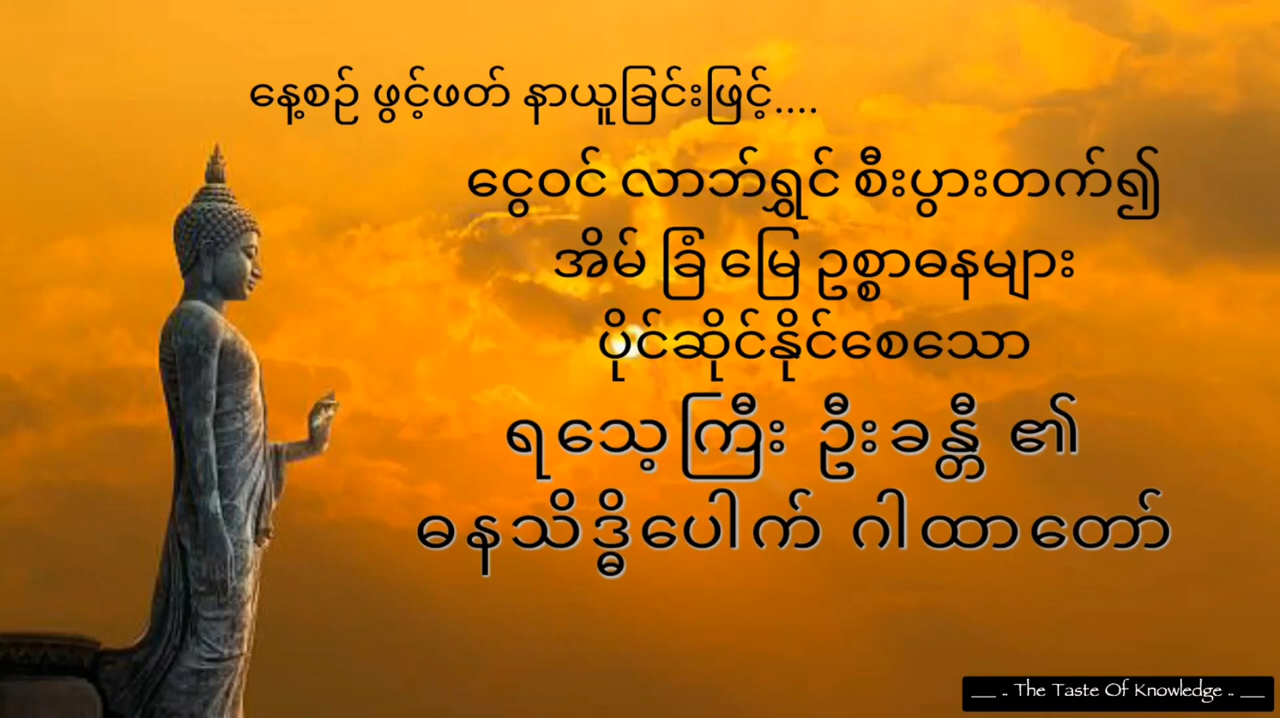 နေ့စဉ် ဖွင့်ဖတ် နာယူခြင်းဖြင့်....
ငွေဝင် လာဘ်ရွှင် စီးပွားတက်၍
အိမ် ခြံ မြေ ဥစ္စာဓနများ
ပိုင်ဆိုင်နိုင်စေသော
ရသေ့ကြီး ဦးခန္တီ ၏
ဓနသိဒ္ဓိပေါက် ဂါထာတော်
__ .. The Taste Of Knowledge .. __